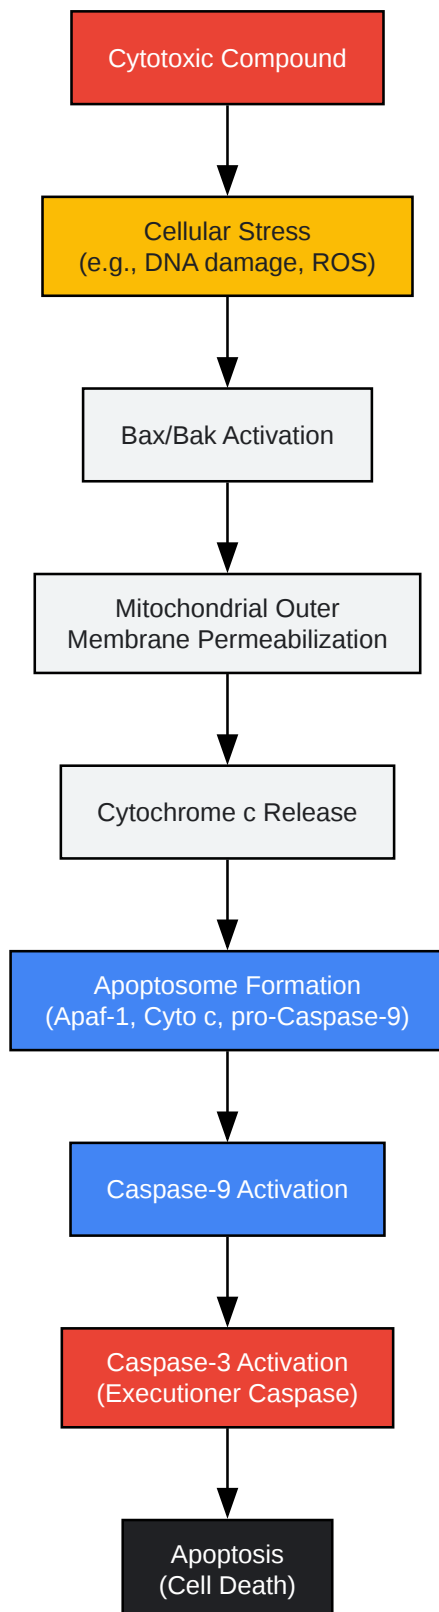 Cytotoxic Compound
Cellular Stress
(e.g., DNA damage, ROS)
Bax/Bak Activation
Mitochondrial Outer
Membrane Permeabilization
Cytochrome c Release
Apoptosome Formation
(Apaf-1, Cyto c, pro-Caspase-9)
Caspase-9 Activation
Caspase-3 Activation
(Executioner Caspase)
Apoptosis
(Cell Death)